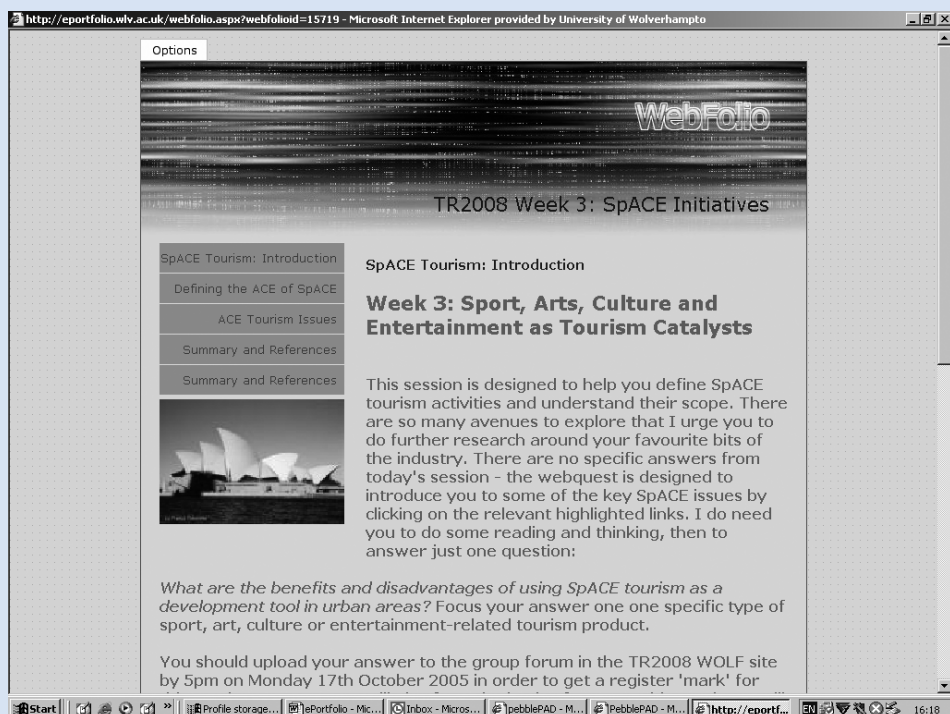 http://eportfolio.wlv.ac.uk/webfolio.aspx?webfolioid=15719 - Microsoft Internet Explorer provided by University of Wolverhampto
Options
WebFolio
TR2008 Week 3: SpACE Initiatives
SpACE Tourism: Introduction
Defining the ACE of SpACE
ACE Tourism Issues
Summary and References
Summary and References
SpACE Tourism: Introduction
Week 3: Sport, Arts, Culture and
Entertainment as Tourism Catalysts
This session is designed to help you define SpACE
tourism activities and understand their scope. There
are so many avenues to explore that I urge you to
do further research around your favourite bits of
the industry. There are no specific answers from
today's session - the webquest is designed to
introduce you to some of the key SpACE issues by
clicking on the relevant highlighted links. I do need
you to do some reading and thinking, then to
answer just one question:
What are the benefits and disadvantages of using SpACE tourism as a
development tool in urban areas? Focus your answer one one specific type of
sport, art, culture or entertainment-related tourism product.
You should upload your answer to the group forum in the TR2008 WOLF site
by 5pm on Monday 17th October 2005 in order to get a register 'mark' for
Start
Profile storage...
ePortfolio - Mic...
Inbox - Micros...
pebblePAD - M...
PebblePAD - M...
http://eportf...
EN
16:18